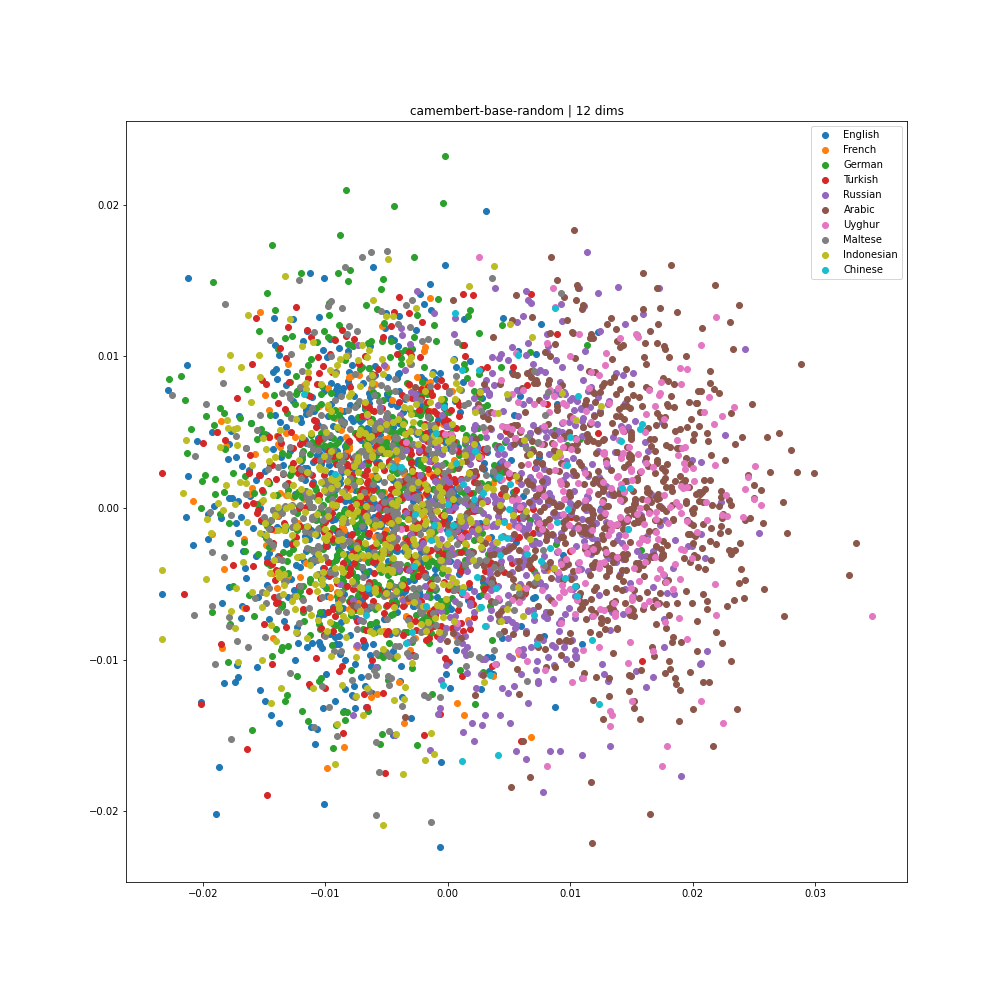 camembert-base-random | 12 dims
English
French
German
Turkish
Russian
Arabic
Uyghur
Maltese
Indonesian
Chinese
0.02
0.01
0.00
−0.01
−0.02
−0.02
−0.01
0.00
0.01
0.02
0.03